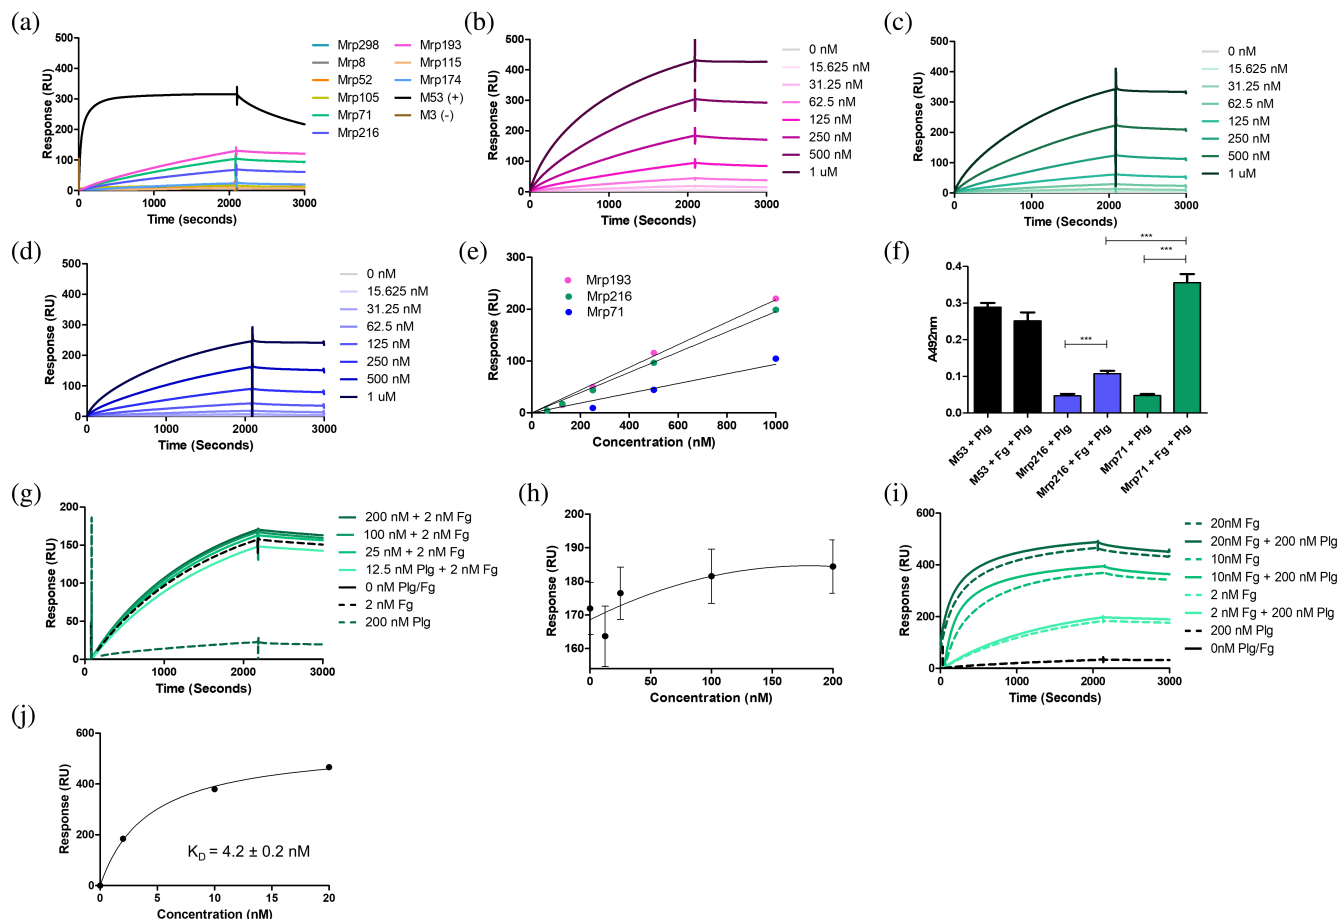 (a)
500
400
300
200
100
0
Response (RU)
0 1000 2000 3000
Time (seconds)
Mrp298
Mrp8
Mrp52
Mrp105
Mrp71
Mrp216
Mrp193
Mrp115
Mrp174
M53 (+)
M3 (-)
(b)
500
400
300
200
100
0
Response (RU)
0 1000 2000 3000
Time (Seconds)
0 nM
15.625 nM
31.25 nM
62.5 nM
125 nM
250 nM
500 nM
1 uM
(c)
500
400
300
200
100
0
Response (RU)
0 1000 2000 3000
Time (Seconds)
0 nM
15.625 nM
31.25 nM
62.5 nM
125 nM
250 nM
500 nM
1 uM
(d)
500
400
300
200
100
0
Response (RU)
0 1000 2000 3000
Time (Seconds)
0 nM
15.625 nM
31.25 nM
62.5 nM
125 nM
250 nM
500 nM
1 uM
(e)
300
200
100
0
Response (RU)
0 200 400 600 800 1000
Concentration (nM)
Mrp193
Mrp216
Mrp71
(f)
***
***
***
0.4
0.3
0.2
0.1
0.0
A492nm
M53 + Plg
M53 + Fg + Plg
Mrp216 + Plg
Mrp216 + Fg + Plg
Mrp71 + Plg
Mrp71 + Fg + Plg
(g)
200
150
100
50
0
Response (RU)
0 1000 2000 3000
Time (Seconds)
200 nM + 2 nM Fg
100 nM + 2 nM Fg
25 nM + 2 nM Fg
12.5 nM Plg + 2 nM Fg
0 nM Plg/Fg
2 nM Fg
200 nM Plg
(h)
200
190
180
170
160
Response (RU)
0 50 100 150 200
Concentration (nM)
(i)
600
400
200
0
Response (RU)
0 1000 2000 3000
Time (Seconds)
20nM Fg
20nM Fg + 200 nM Plg
10nM Fg
10nM Fg + 200 nM Plg
2 nM Fg
2 nM Fg + 200 nM Plg
200 nM Plg
0nM Plg/Fg
(j)
600
400
200
0
Response (RU)
K_D = 4.2 ± 0.2 nM
0 5 10 15 20
Concentration (nM)